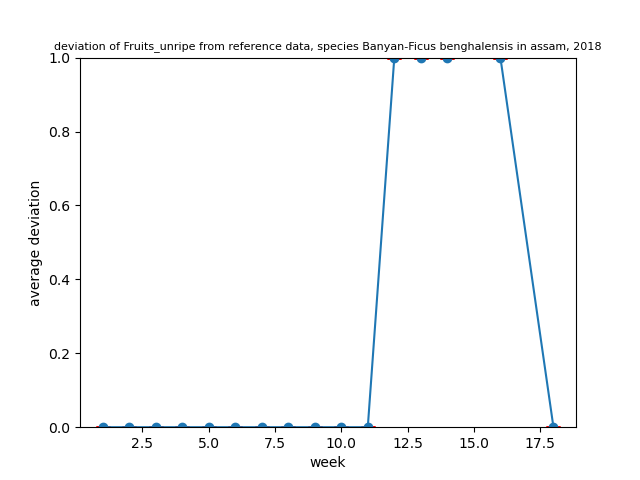 deviation of Fruits_unripe from reference data, species Banyan-Ficus benghalensis in assam, 2018
1.0
0.8
0.6
0.4
0.2
0.0
average deviation
2.5 5.0 7.5 10.0 12.5 15.0 17.5
week